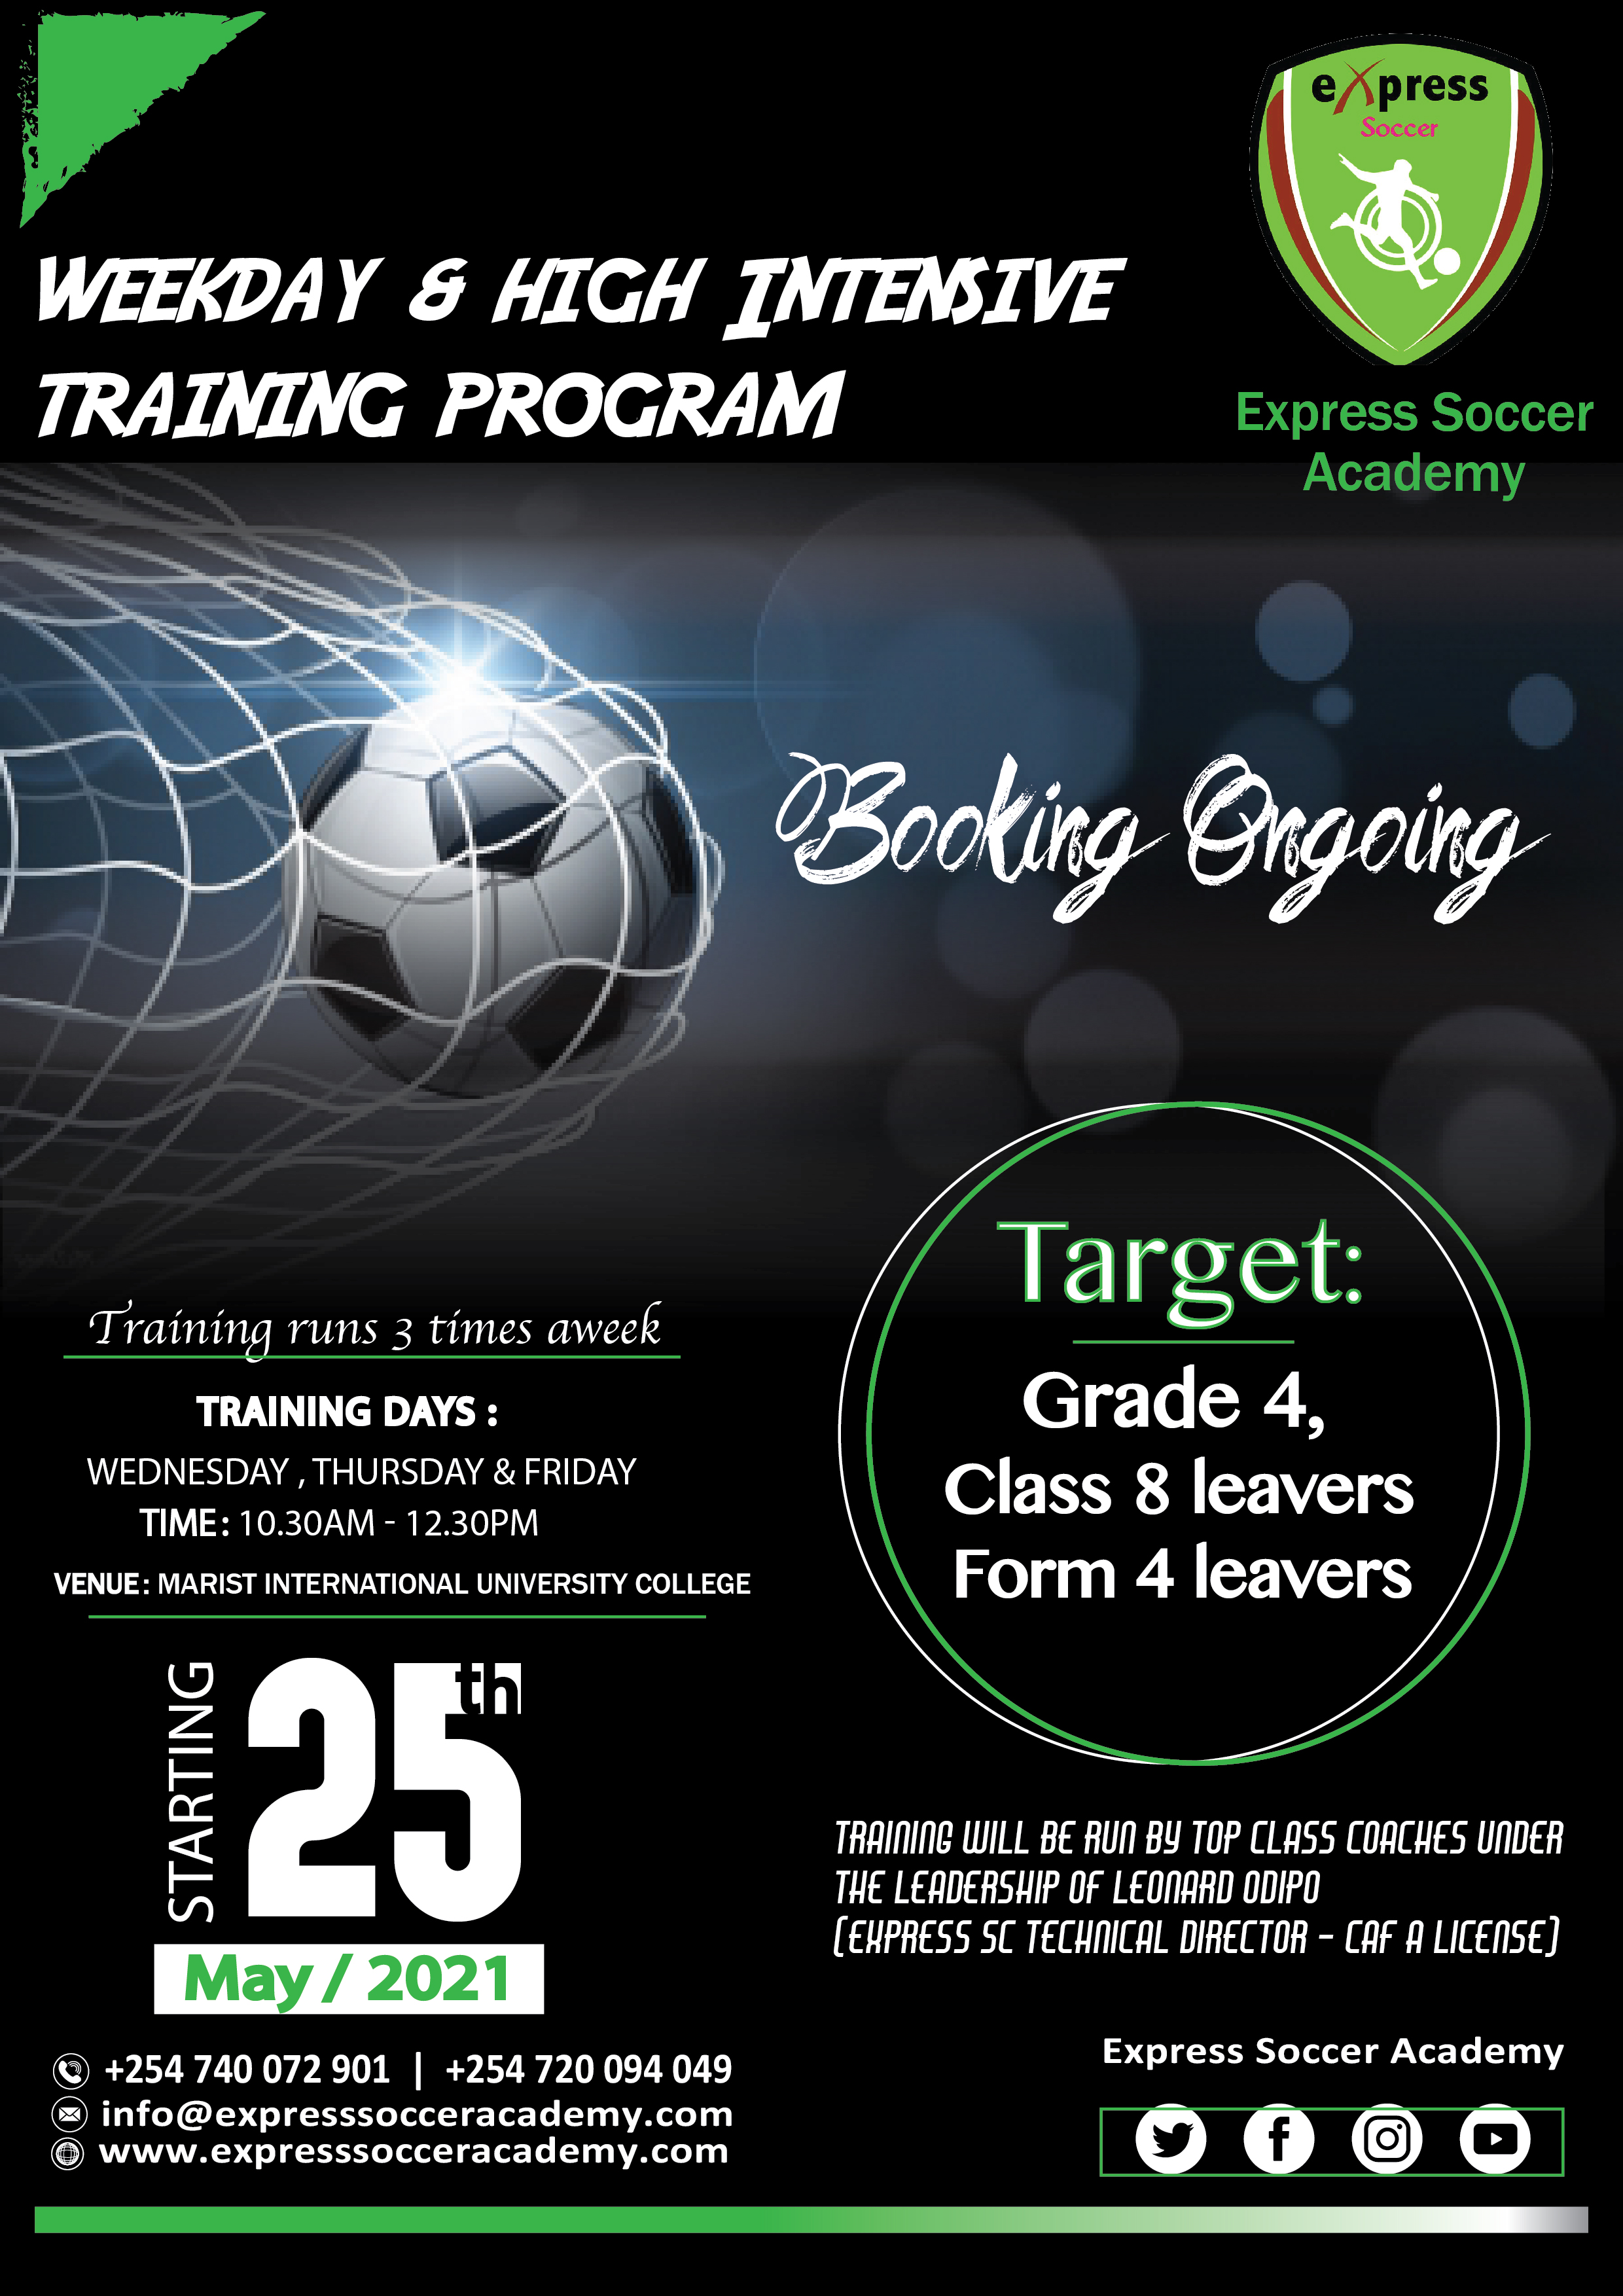 eXpress
Soccer
Express Soccer
Academy
WEEKDAY & HIGH INTENSIVE
TRAINING PROGRAM
Booking Ongoing
Training runs 3 times aweek
TRAINING DAYS :
WEDNESDAY , THURSDAY & FRIDAY
TIME : 10.30AM - 12.30PM
VENUE : MARIST INTERNATIONAL UNIVERSITY COLLEGE
STARTING
25th
May / 2021
Target:
Grade 4,
Class 8 leavers
Form 4 leavers
TRAINING WILL BE RUN BY TOP CLASS COACHES UNDER
THE LEADERSHIP OF LEONARD ODIPO
(EXPRESS SC TECHNICAL DIRECTOR - CAF A LICENSE)
+254 740 072 901 | +254 720 094 049
info@expresssocceracademy.com
www.expresssocceracademy.com
Express Soccer Academy